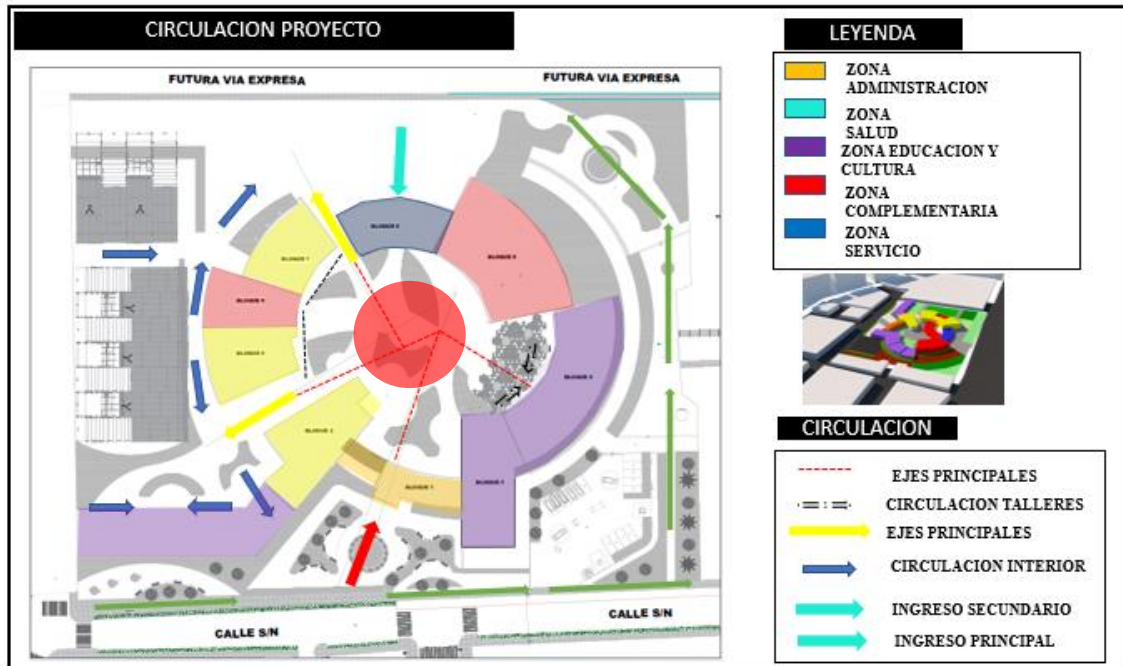 CIRCULACION PROYECTO
FUTURA VIA EXPRESA
FUTURA VIA EXPRESA
CALLE S/N
LEYENDA
ZONA
ADMINISTRACION
ZONA
SALUD
ZONA EDUCACION Y
CULTURA
ZONA
COMPLEMENTARIA
ZONA
SERVICIO
CIRCULACION
EJES PRINCIPALES
CIRCULACION TALLERES
EJES PRINCIPALES
CIRCULACION INTERIOR
INGRESO SECUNDARIO
INGRESO PRINCIPAL